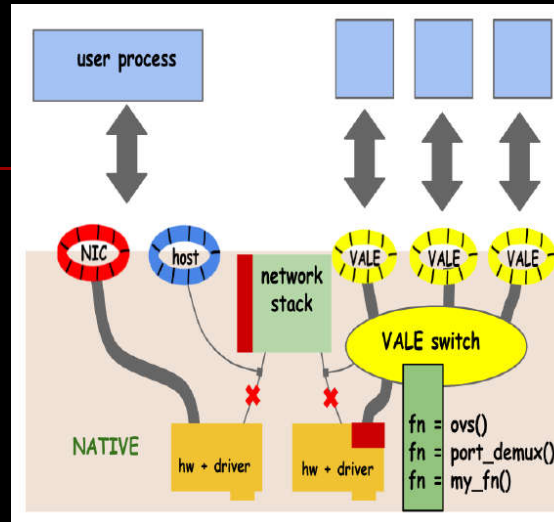 user process
NIC
host
VALE
VALE
VALE
network
stack
VALE switch
NATIVE
hw + driver
hw + driver
fn = ovs()
fn = port_demux()
fn = my_fn()